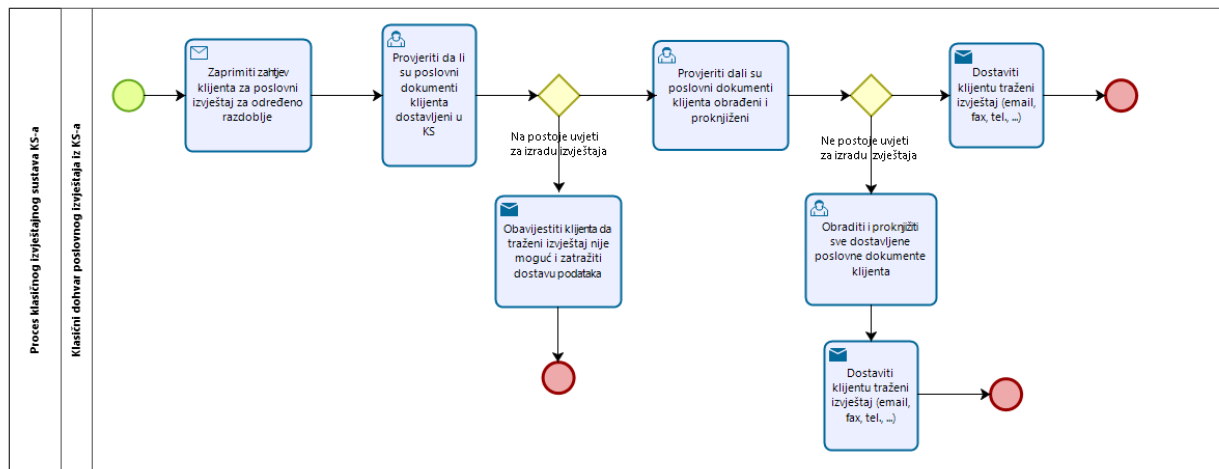 Proces klasičnog izvještajnog sustava KS-a
Klasični dohvar poslovnog izvještaja iz KS-a
Zaprimiti zahtjev
klijenta za poslovni
izvještaj za određeno
razdoblje
Provjeriti da li
su poslovni
dokumenti
klijenta
dostavljeni u
KS
Na postoje uvjeti
za izradu izvještaja
Obavijestiti klijenta da
traženi izvještaj nije
moguć i zatražiti
dostavu podataka
Provjeriti dali su
poslovni dokumenti
klijenta obrađeni i
proknjiženi
Ne postoje uvjeti
za izradu izvještaja
Dostaviti
klijentu traženi
izvještaj (email,
fax, tel., ...)
Obraditi i proknjižiti
sve dostavljene
poslovne dokumente
klijenta
Dostaviti
klijentu traženi
izvještaj (email,
fax, tel., ...)